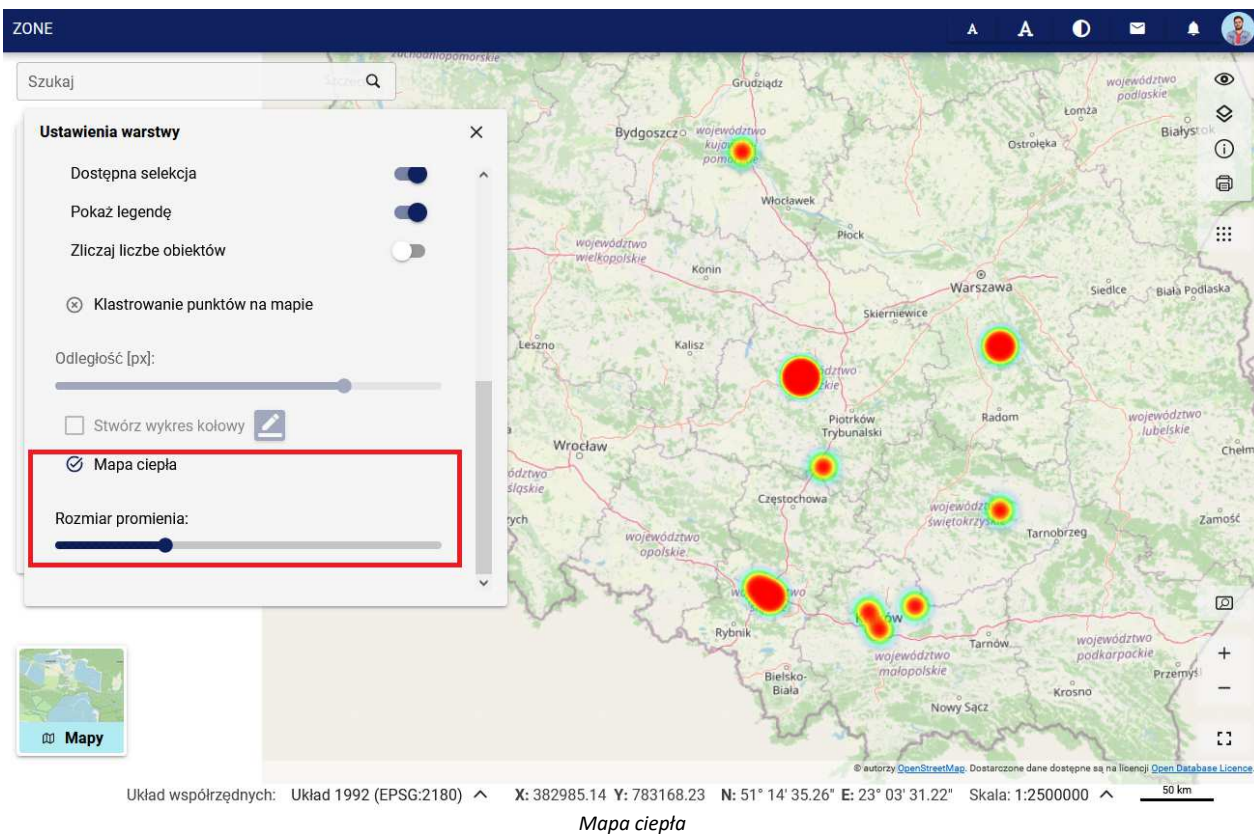 ZONE
A A
Szukaj
Ustawienia warstwy
Dostępna selekcja
Pokaż legendę
Zliczaj liczbe obiektów
Klastrowanie punktów na mapie
Odległość [px]:
Stwórz wykres kołowy
Mapa ciepła
Rozmiar promienia:
Mapy
Grudziądz
województwo
podlaskie
Łomża
Bydgoszcz
województwo
Białystok
Ostrołęka
Włocławek
Płock
województwo
wielkopolskie
Konin
Warszawa
Siedlce
Biała Podlaska
Skierniewice
Leszno
Kalisz
Piotrków
Trybunalski
Radom
województwo
lubelskie
Wrocław
Chełm
Częstochowa
Zamość
Tarnobrzeg
województwo
opolskie
Rybnik
Tarnów
województwo
podkarpackie
województwo
małopolskie
Przemyśl
Bielsko-
Biała
Krosno
Nowy Sącz
© autorzy OpenStreetMap. Dostarczone dane dostępne są na licencji Open Database Licence.
Układ współrzędnych: Układ 1992 (EPSG:2180) X: 382985.14 Y: 783168.23 N: 51° 14' 35.26" E: 23° 03' 31.22" Skala: 1:2500000 50 km
Mapa ciepła